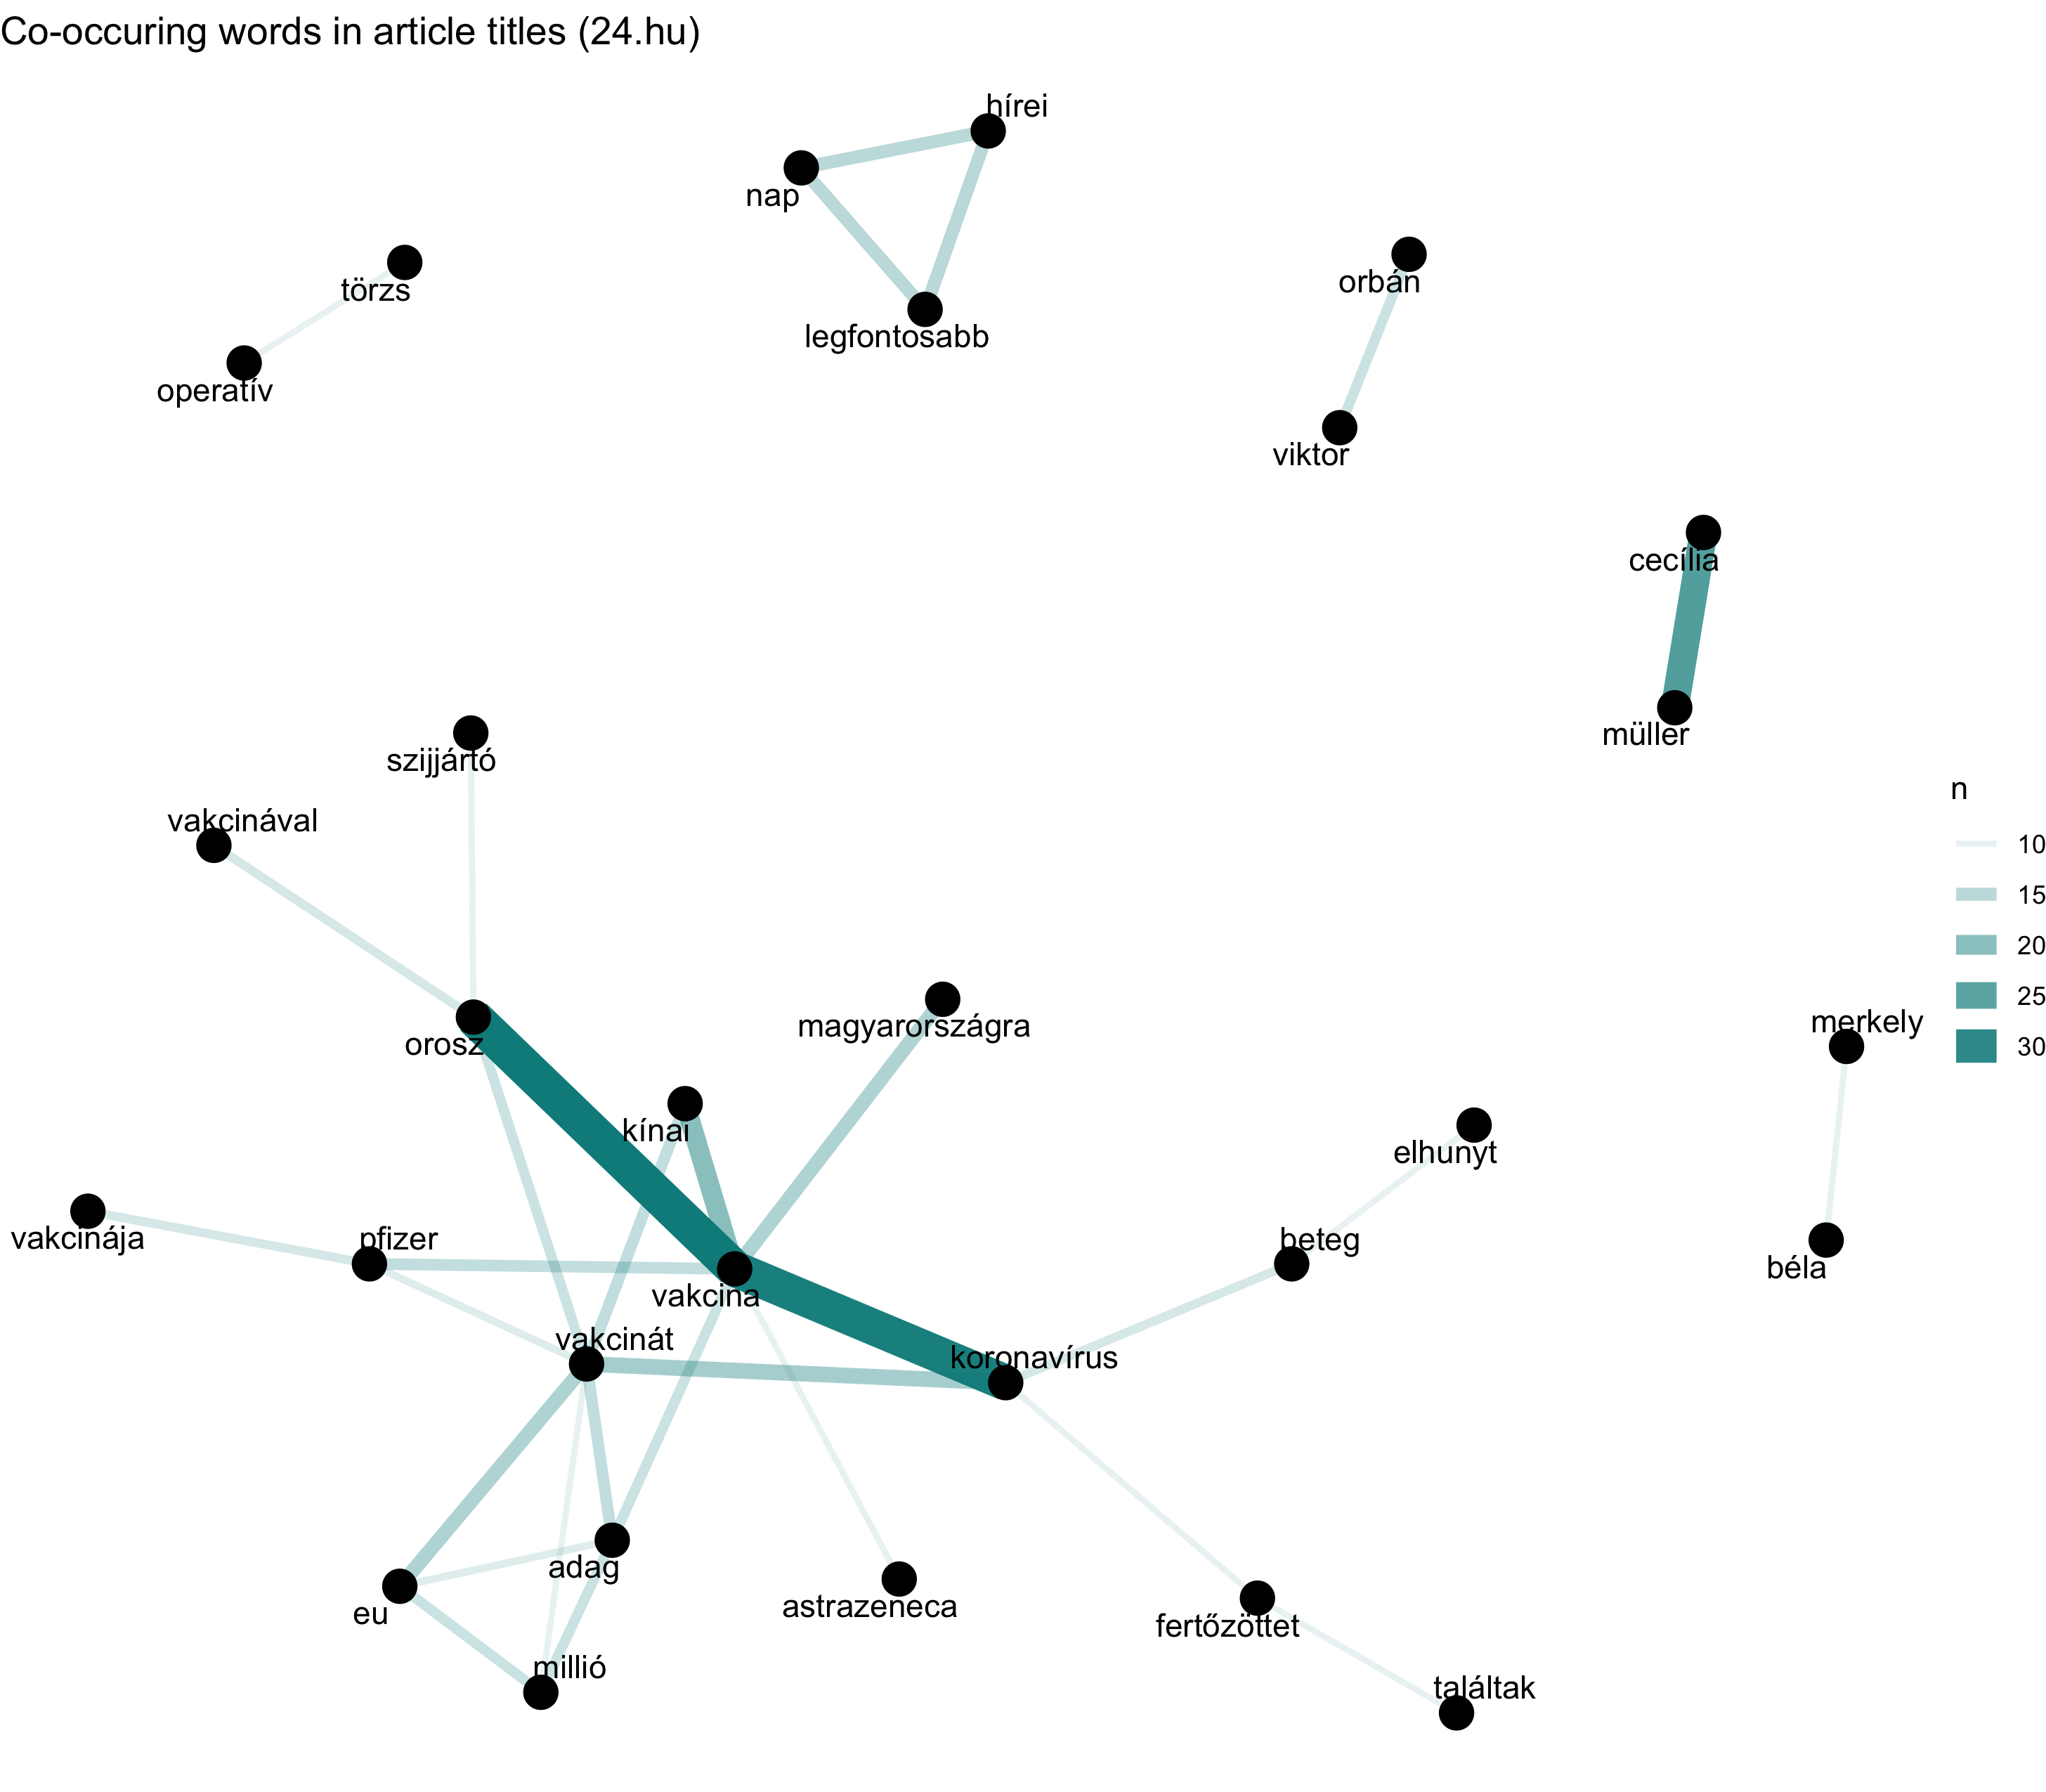 Co-occuring words in article titles (24.hu)
hírei
nap
orbán
törzs
legfontosabb
operatív
viktor
cecília
müller
szijjártó
n
vakcinával
10
15
20
25
magyarországra
merkely
orosz
30
kínai
elhunyt
vakcinája
pfizer
beteg
béla
vakcina
vakcinát
koronavírus
adag
eu
astrazeneca
fertőzöttet
millió
találtak